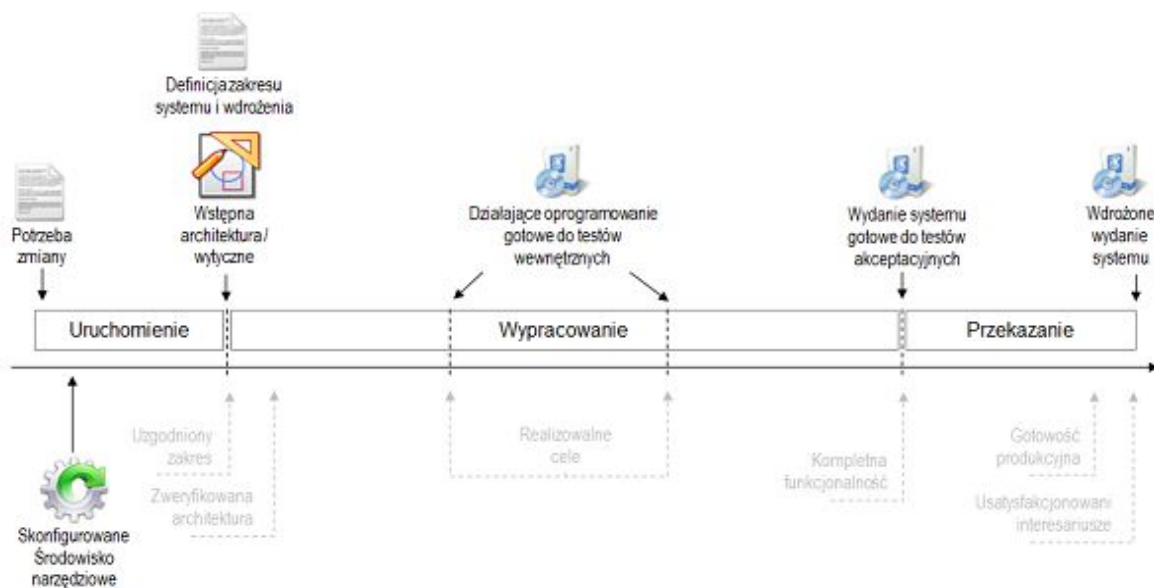 Definicja zakresu
systemu i wdrożenia
Potrzeba
zmiany
Wstępna
architektura /
wytyczne
Działające oprogramowanie
gotowe do testów
wewnętrznych
Wydanie systemu
gotowe do testów
akceptacyjnych
Wdrożone
wydanie
systemu
Uruchomienie
Wypracowanie
Przekazanie
Uzgodniony
zakres
Zweryfikowana
architektura
Realizowalne
cele
Kompletna
funkcjonalność
Gotowość
produkcyjna
Usatysfakcjonowani
interesariusze
Skonfigurowane
Środowisko
narzędziowe